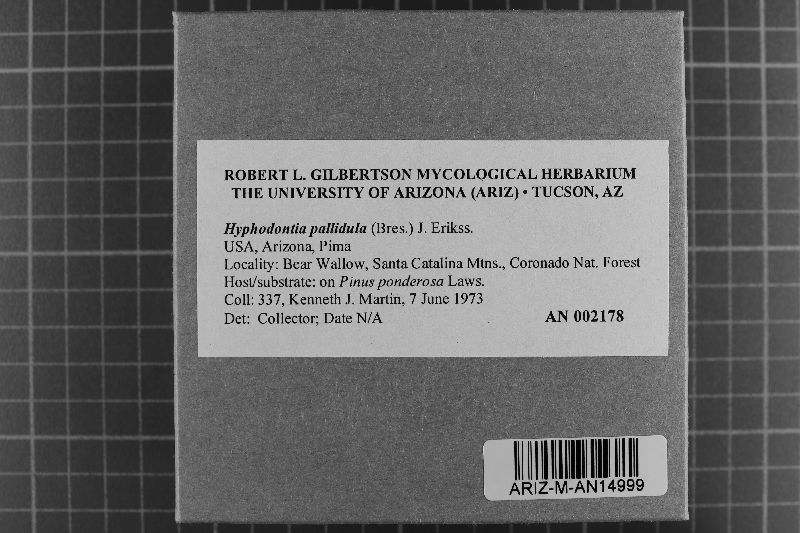 ROBERT L. GILBERTSON MYCOLOGICAL HERBARIUM
THE UNIVERSITY OF ARIZONA (ARIZ) • TUCSON, AZ
Hyphodontia pallidula (Bres.) J. Erikss.
USA, Arizona, Pima
Locality: Bear Wallow, Santa Catalina Mtns., Coronado Nat. Forest
Host/substrate: on Pinus ponderosa Laws.
Coll: 337, Kenneth J. Martin, 7 June 1973
Det: Collector; Date N/A AN 002178
ARIZ-M-AN14999